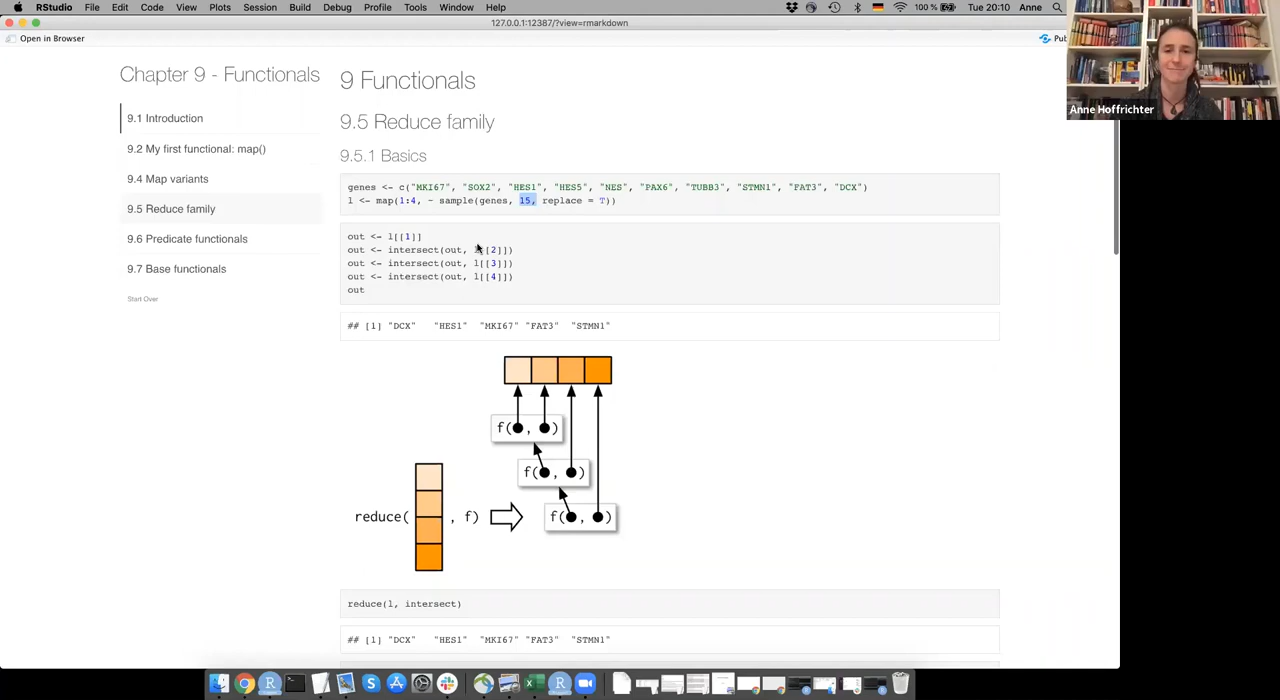 RStudio File Edit Code View Plots Session Build Debug Profile Tools Window Help
100 % Tue 20:10 Anne
127.0.0.1:12387/?view=rmarkdown
Open in Browser
Anne Hoffrichter
Chapter 9 - Functionals
9.1 Introduction
9.2 My first functional: map()
9.4 Map variants
9.5 Reduce family
9.6 Predicate functionals
9.7 Base functionals
Start Over
9 Functionals
9.5 Reduce family
9.5.1 Basics
genes <- c("MKI67", "SOX2", "HES1", "HES5", "NES", "PAX6", "TUBB3", "STMN1", "FAT3", "DCX")
l <- map(1:4, ~ sample(genes, 15, replace = T))
out <- l[[1]]
out <- intersect(out, l[[2]])
out <- intersect(out, l[[3]])
out <- intersect(out, l[[4]])
out
## [1] "DCX" "HES1" "MKI67" "FAT3" "STMN1"
f( , )
f( , )
reduce( , f) f( , )
reduce(l, intersect)
## [1] "DCX" "HES1" "MKI67" "FAT3" "STMN1"